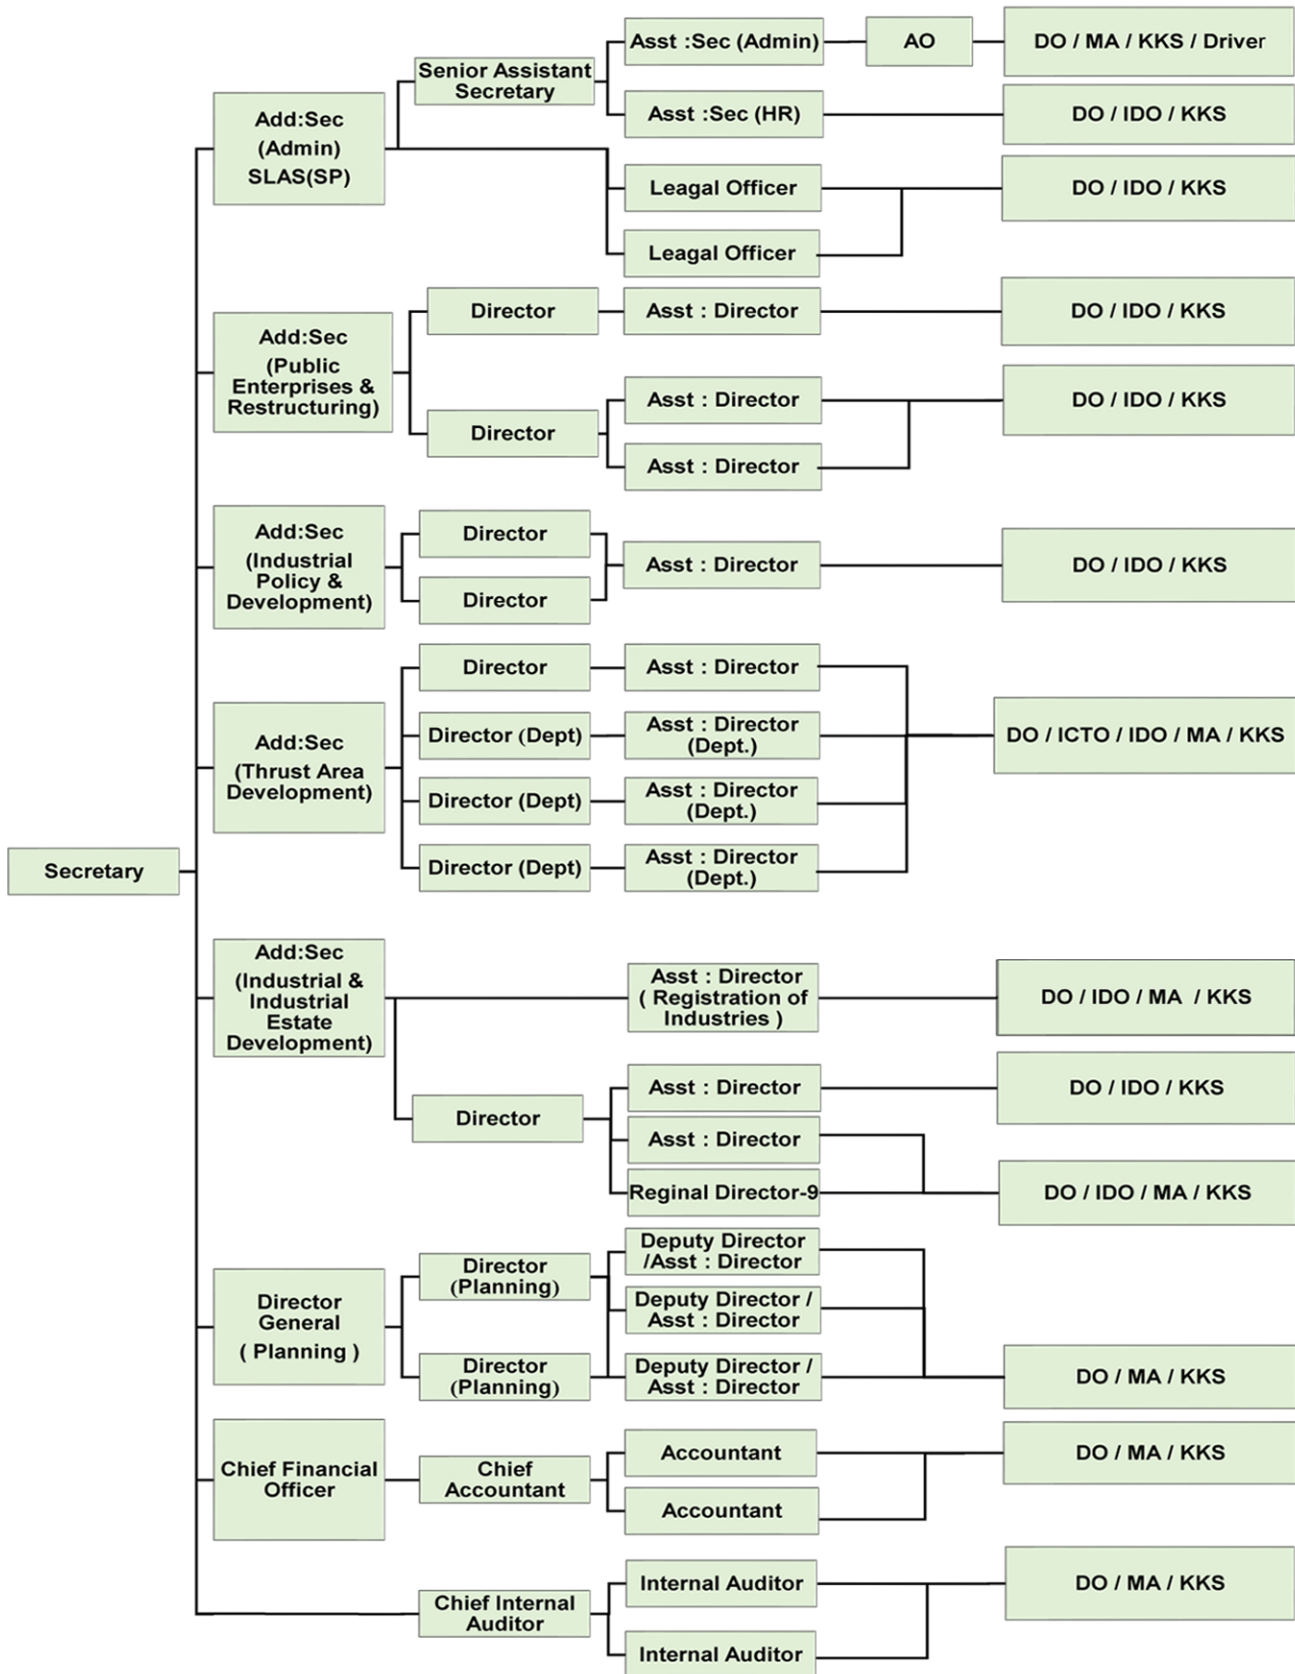 Secretary
Add:Sec
(Admin)
SLAS(SP)
Senior Assistant
Secretary
Asst :Sec (Admin)
AO
DO / MA / KKS / Driver
Asst :Sec (HR)
DO / IDO / KKS
Leagal Officer
DO / IDO / KKS
Leagal Officer
Add:Sec
(Public
Enterprises &
Restructuring)
Director
Asst : Director
DO / IDO / KKS
Director
Asst : Director
DO / IDO / KKS
Asst : Director
Add:Sec
(Industrial
Policy &
Development)
Director
Director
Asst : Director
DO / IDO / KKS
Add:Sec
(Thrust Area
Development)
Director
Asst : Director
Director (Dept)
Asst : Director
(Dept.)
Director (Dept)
Asst : Director
(Dept.)
Director (Dept)
Asst : Director
(Dept.)
DO / ICTO / IDO / MA / KKS
Add:Sec
(Industrial &
Industrial
Estate
Development)
Asst : Director
( Registration of
Industries )
DO / IDO / MA / KKS
Director
Asst : Director
DO / IDO / KKS
Asst : Director
Reginal Director-9
DO / IDO / MA / KKS
Director
General
( Planning )
Director
(Planning)
Director
(Planning)
Deputy Director
/Asst : Director
Deputy Director /
Asst : Director
Deputy Director /
Asst : Director
DO / MA / KKS
Chief Financial
Officer
Chief
Accountant
Accountant
Accountant
DO / MA / KKS
Chief Internal
Auditor
Internal Auditor
Internal Auditor
DO / MA / KKS